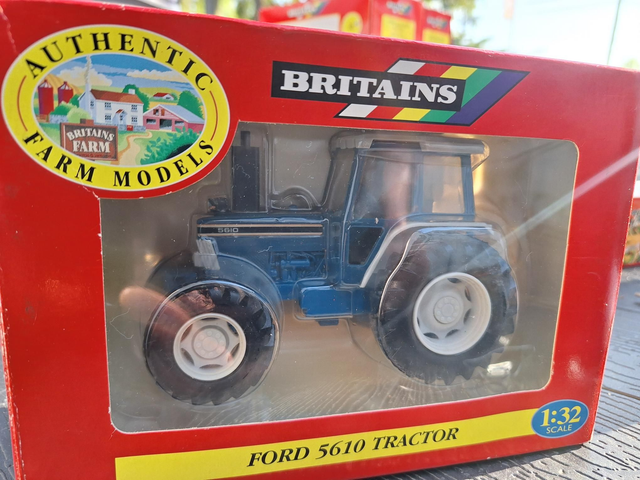 AUTHENTIC
BRITAINS
FARM
FARM MODELS
BRITAINS
5610
FORD 5610 TRACTOR
1:32
SCALE